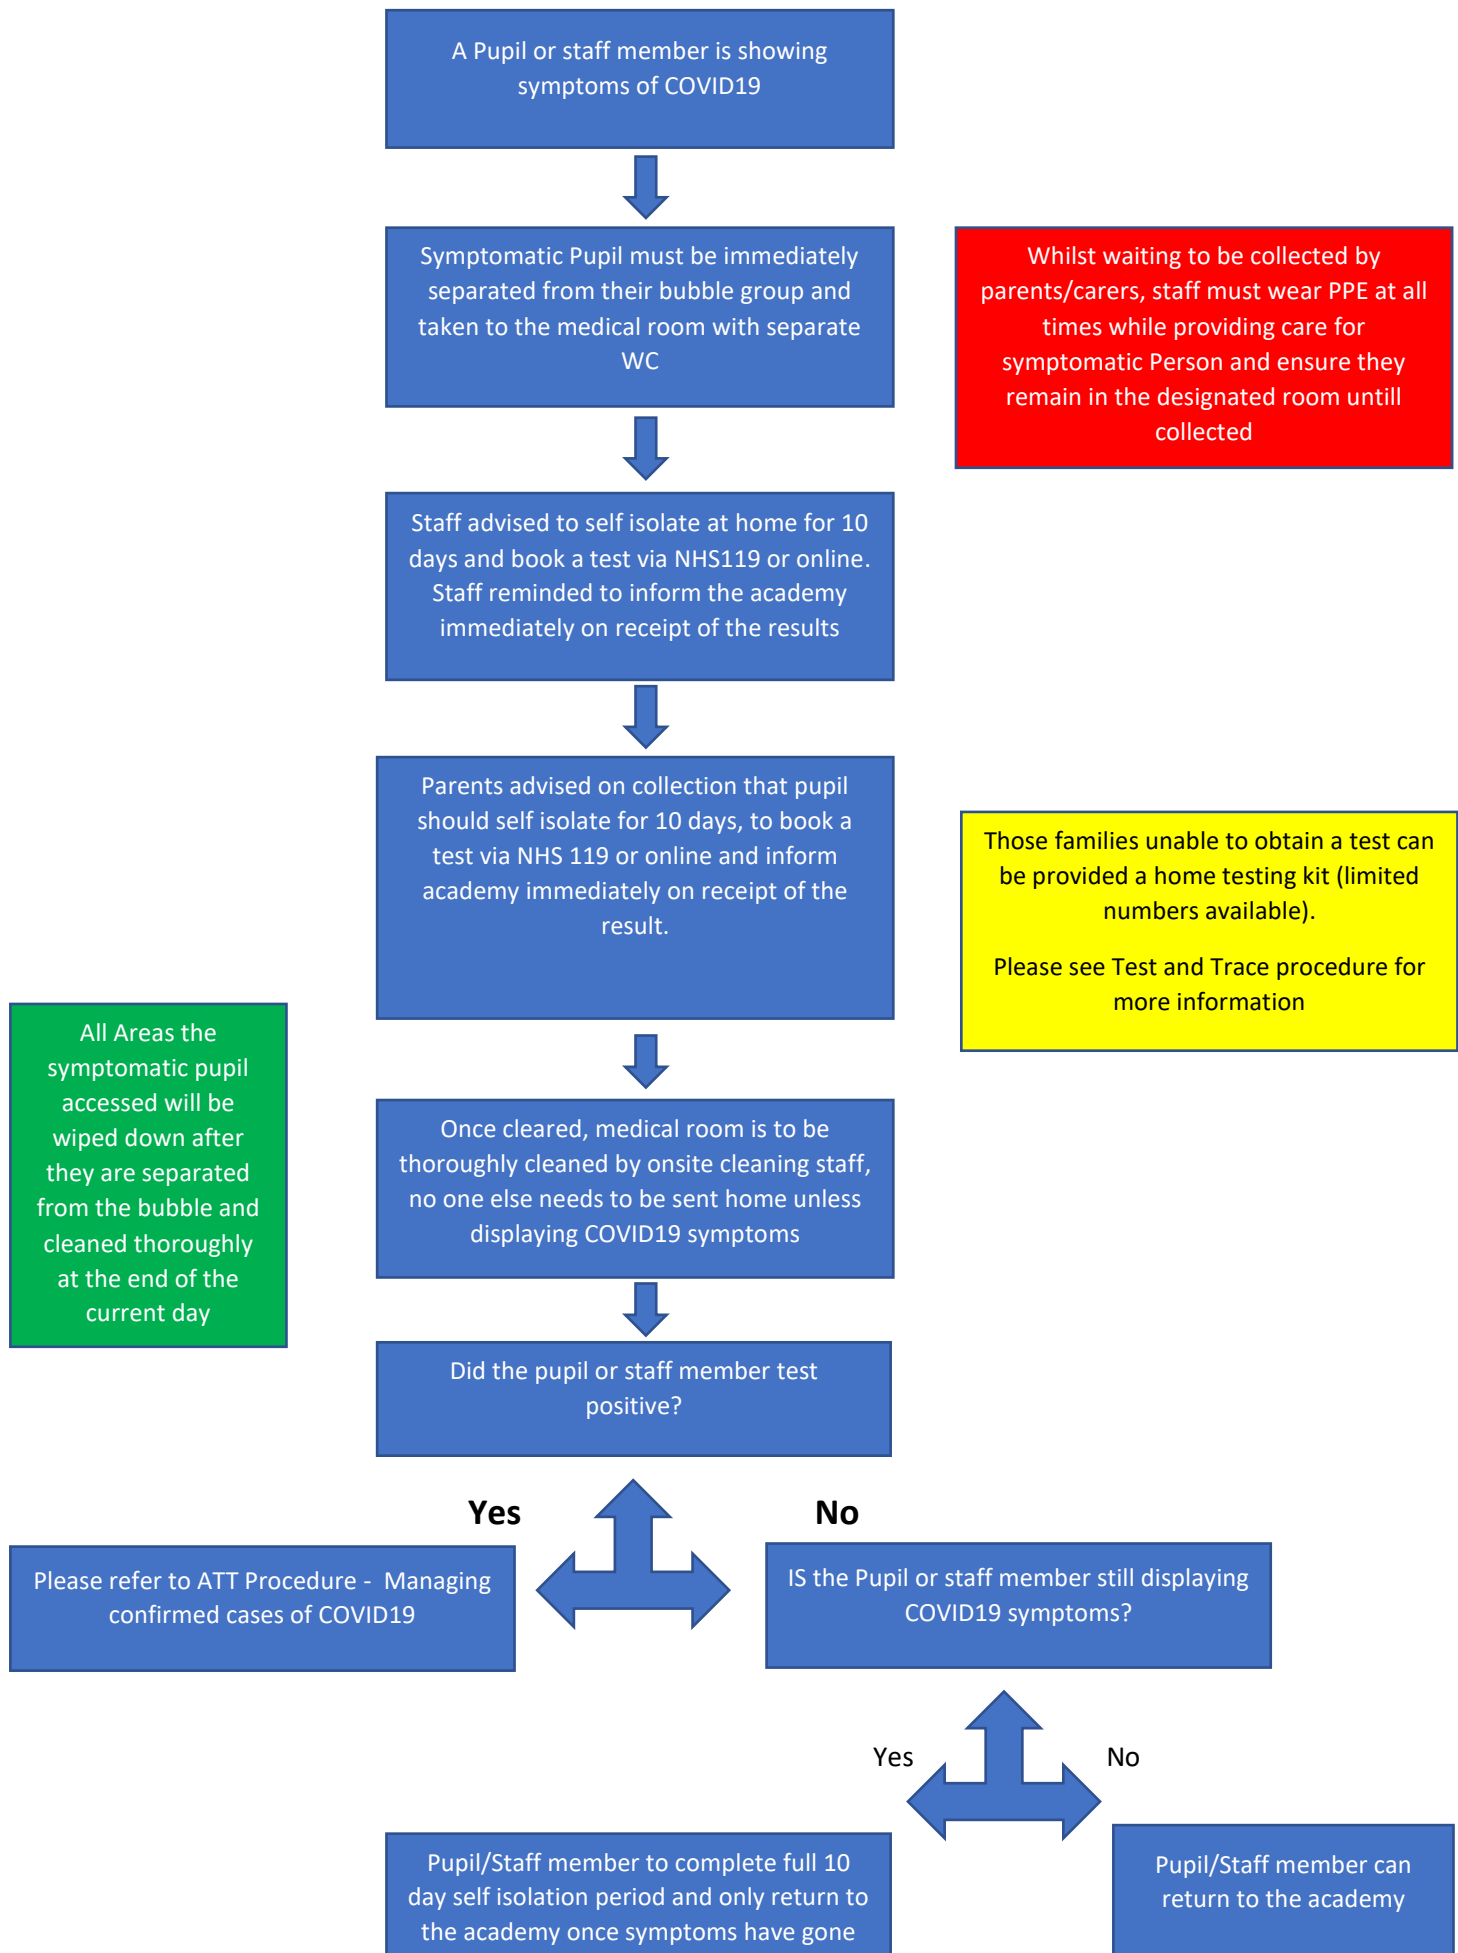 A Pupil or staff member is showing
symptoms of COVID19
Symptomatic Pupil must be immediately
separated from their bubble group and
taken to the medical room with separate
WC
Whilst waiting to be collected by
parents/carers, staff must wear PPE at all
times while providing care for
symptomatic Person and ensure they
remain in the designated room untill
collected
Staff advised to self isolate at home for 10
days and book a test via NHS119 or online.
Staff reminded to inform the academy
immediately on receipt of the results
Parents advised on collection that pupil
should self isolate for 10 days, to book a
test via NHS 119 or online and inform
academy immediately on receipt of the
result.
Those families unable to obtain a test can
be provided a home testing kit (limited
numbers available).
Please see Test and Trace procedure for
more information
All Areas the
symptomatic pupil
accessed will be
wiped down after
they are separated
from the bubble and
cleaned thoroughly
at the end of the
current day
Once cleared, medical room is to be
thoroughly cleaned by onsite cleaning staff,
no one else needs to be sent home unless
displaying COVID19 symptoms
Did the pupil or staff member test
positive?
Yes
No
Please refer to ATT Procedure - Managing
confirmed cases of COVID19
IS the Pupil or staff member still displaying
COVID19 symptoms?
Yes
No
Pupil/Staff member to complete full 10
day self isolation period and only return to
the academy once symptoms have gone
Pupil/Staff member can
return to the academy